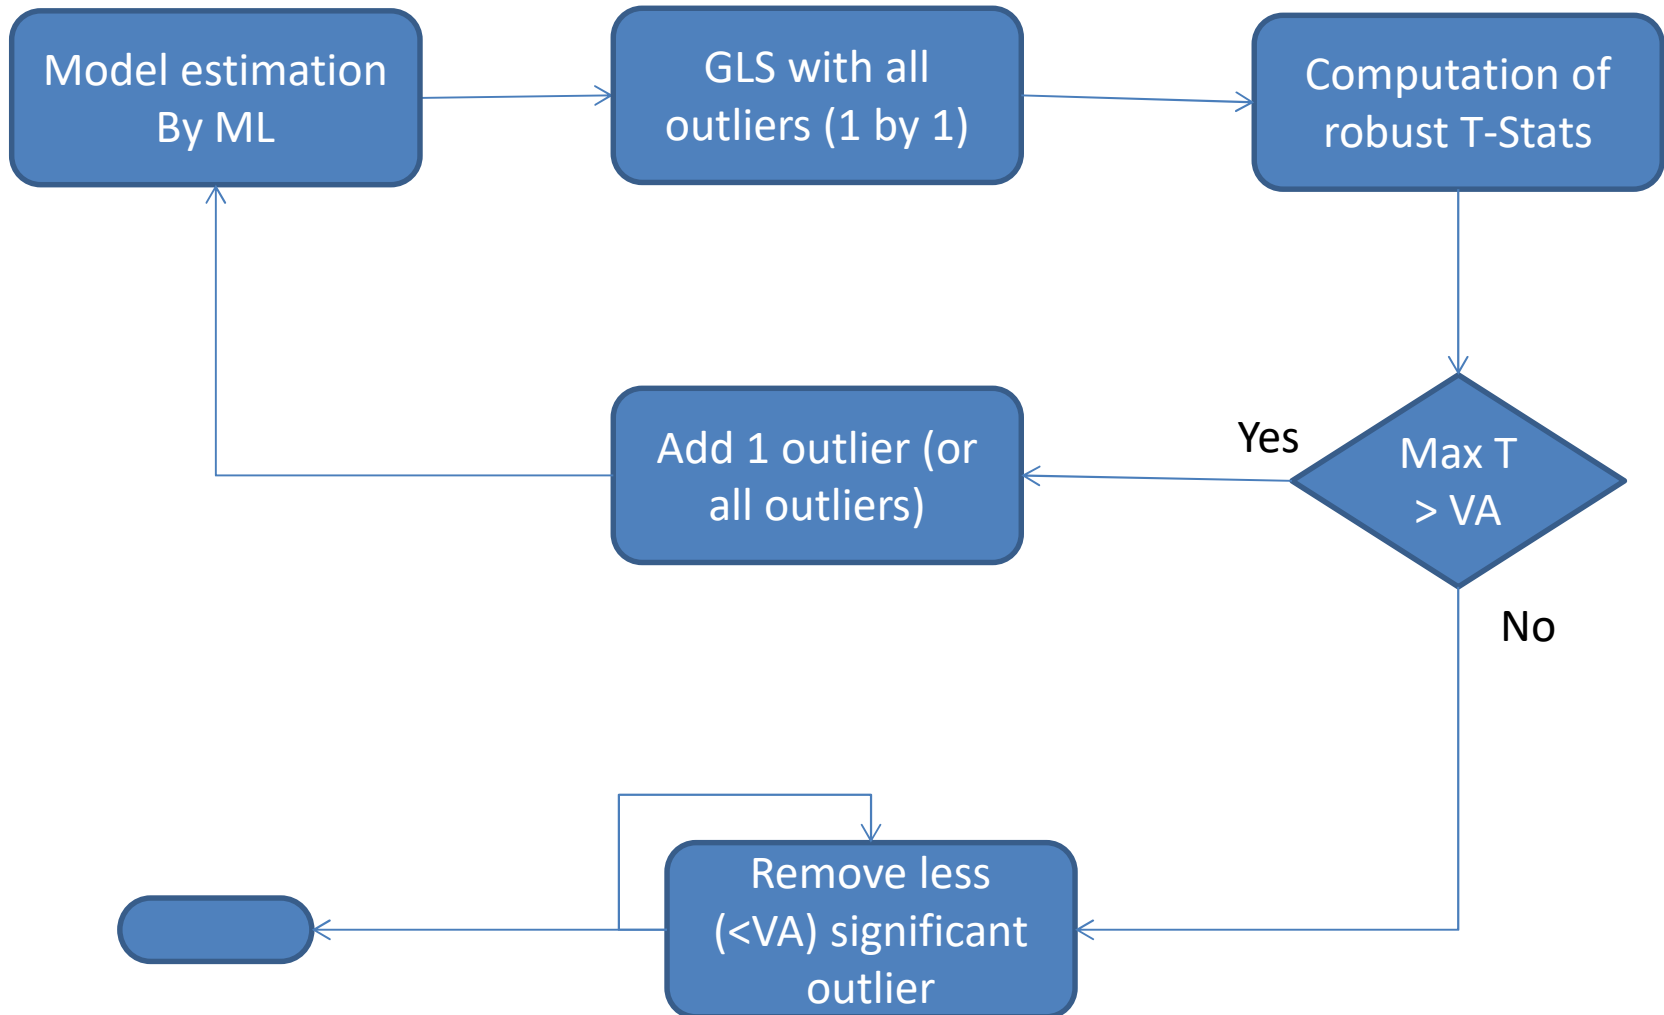 Model estimation
By ML
GLS with all
outliers (1 by 1)
Computation of
robust T-Stats
Add 1 outlier (or
all outliers)
Yes
Max T
> VA
No
Remove less
(<VA) significant
outlier